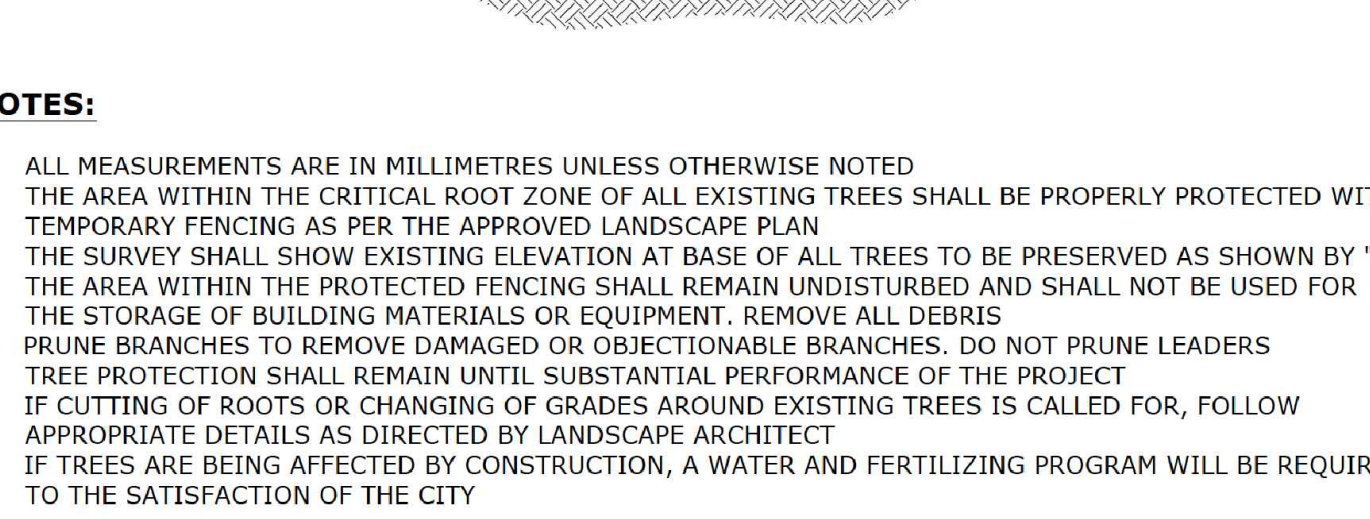 OTES:
ALL MEASUREMENTS ARE IN MILLIMETRES UNLESS OTHERWISE NOTED
THE AREA WITHIN THE CRITICAL ROOT ZONE OF ALL EXISTING TREES SHALL BE PROPERLY PROTECTED WIT
TEMPORARY FENCING AS PER THE APPROVED LANDSCAPE PLAN
THE SURVEY SHALL SHOW EXISTING ELEVATION AT BASE OF ALL TREES TO BE PRESERVED AS SHOWN BY "
THE AREA WITHIN THE PROTECTED FENCING SHALL REMAIN UNDISTURBED AND SHALL NOT BE USED FOR
THE STORAGE OF BUILDING MATERIALS OR EQUIPMENT. REMOVE ALL DEBRIS
PRUNE BRANCHES TO REMOVE DAMAGED OR OBJECTIONABLE BRANCHES. DO NOT PRUNE LEADERS
TREE PROTECTION SHALL REMAIN UNTIL SUBSTANTIAL PERFORMANCE OF THE PROJECT
IF CUTTING OF ROOTS OR CHANGING OF GRADES AROUND EXISTING TREES IS CALLED FOR, FOLLOW
APPROPRIATE DETAILS AS DIRECTED BY LANDSCAPE ARCHITECT
IF TREES ARE BEING AFFECTED BY CONSTRUCTION, A WATER AND FERTILIZING PROGRAM WILL BE REQUIR
TO THE SATISFACTION OF THE CITY